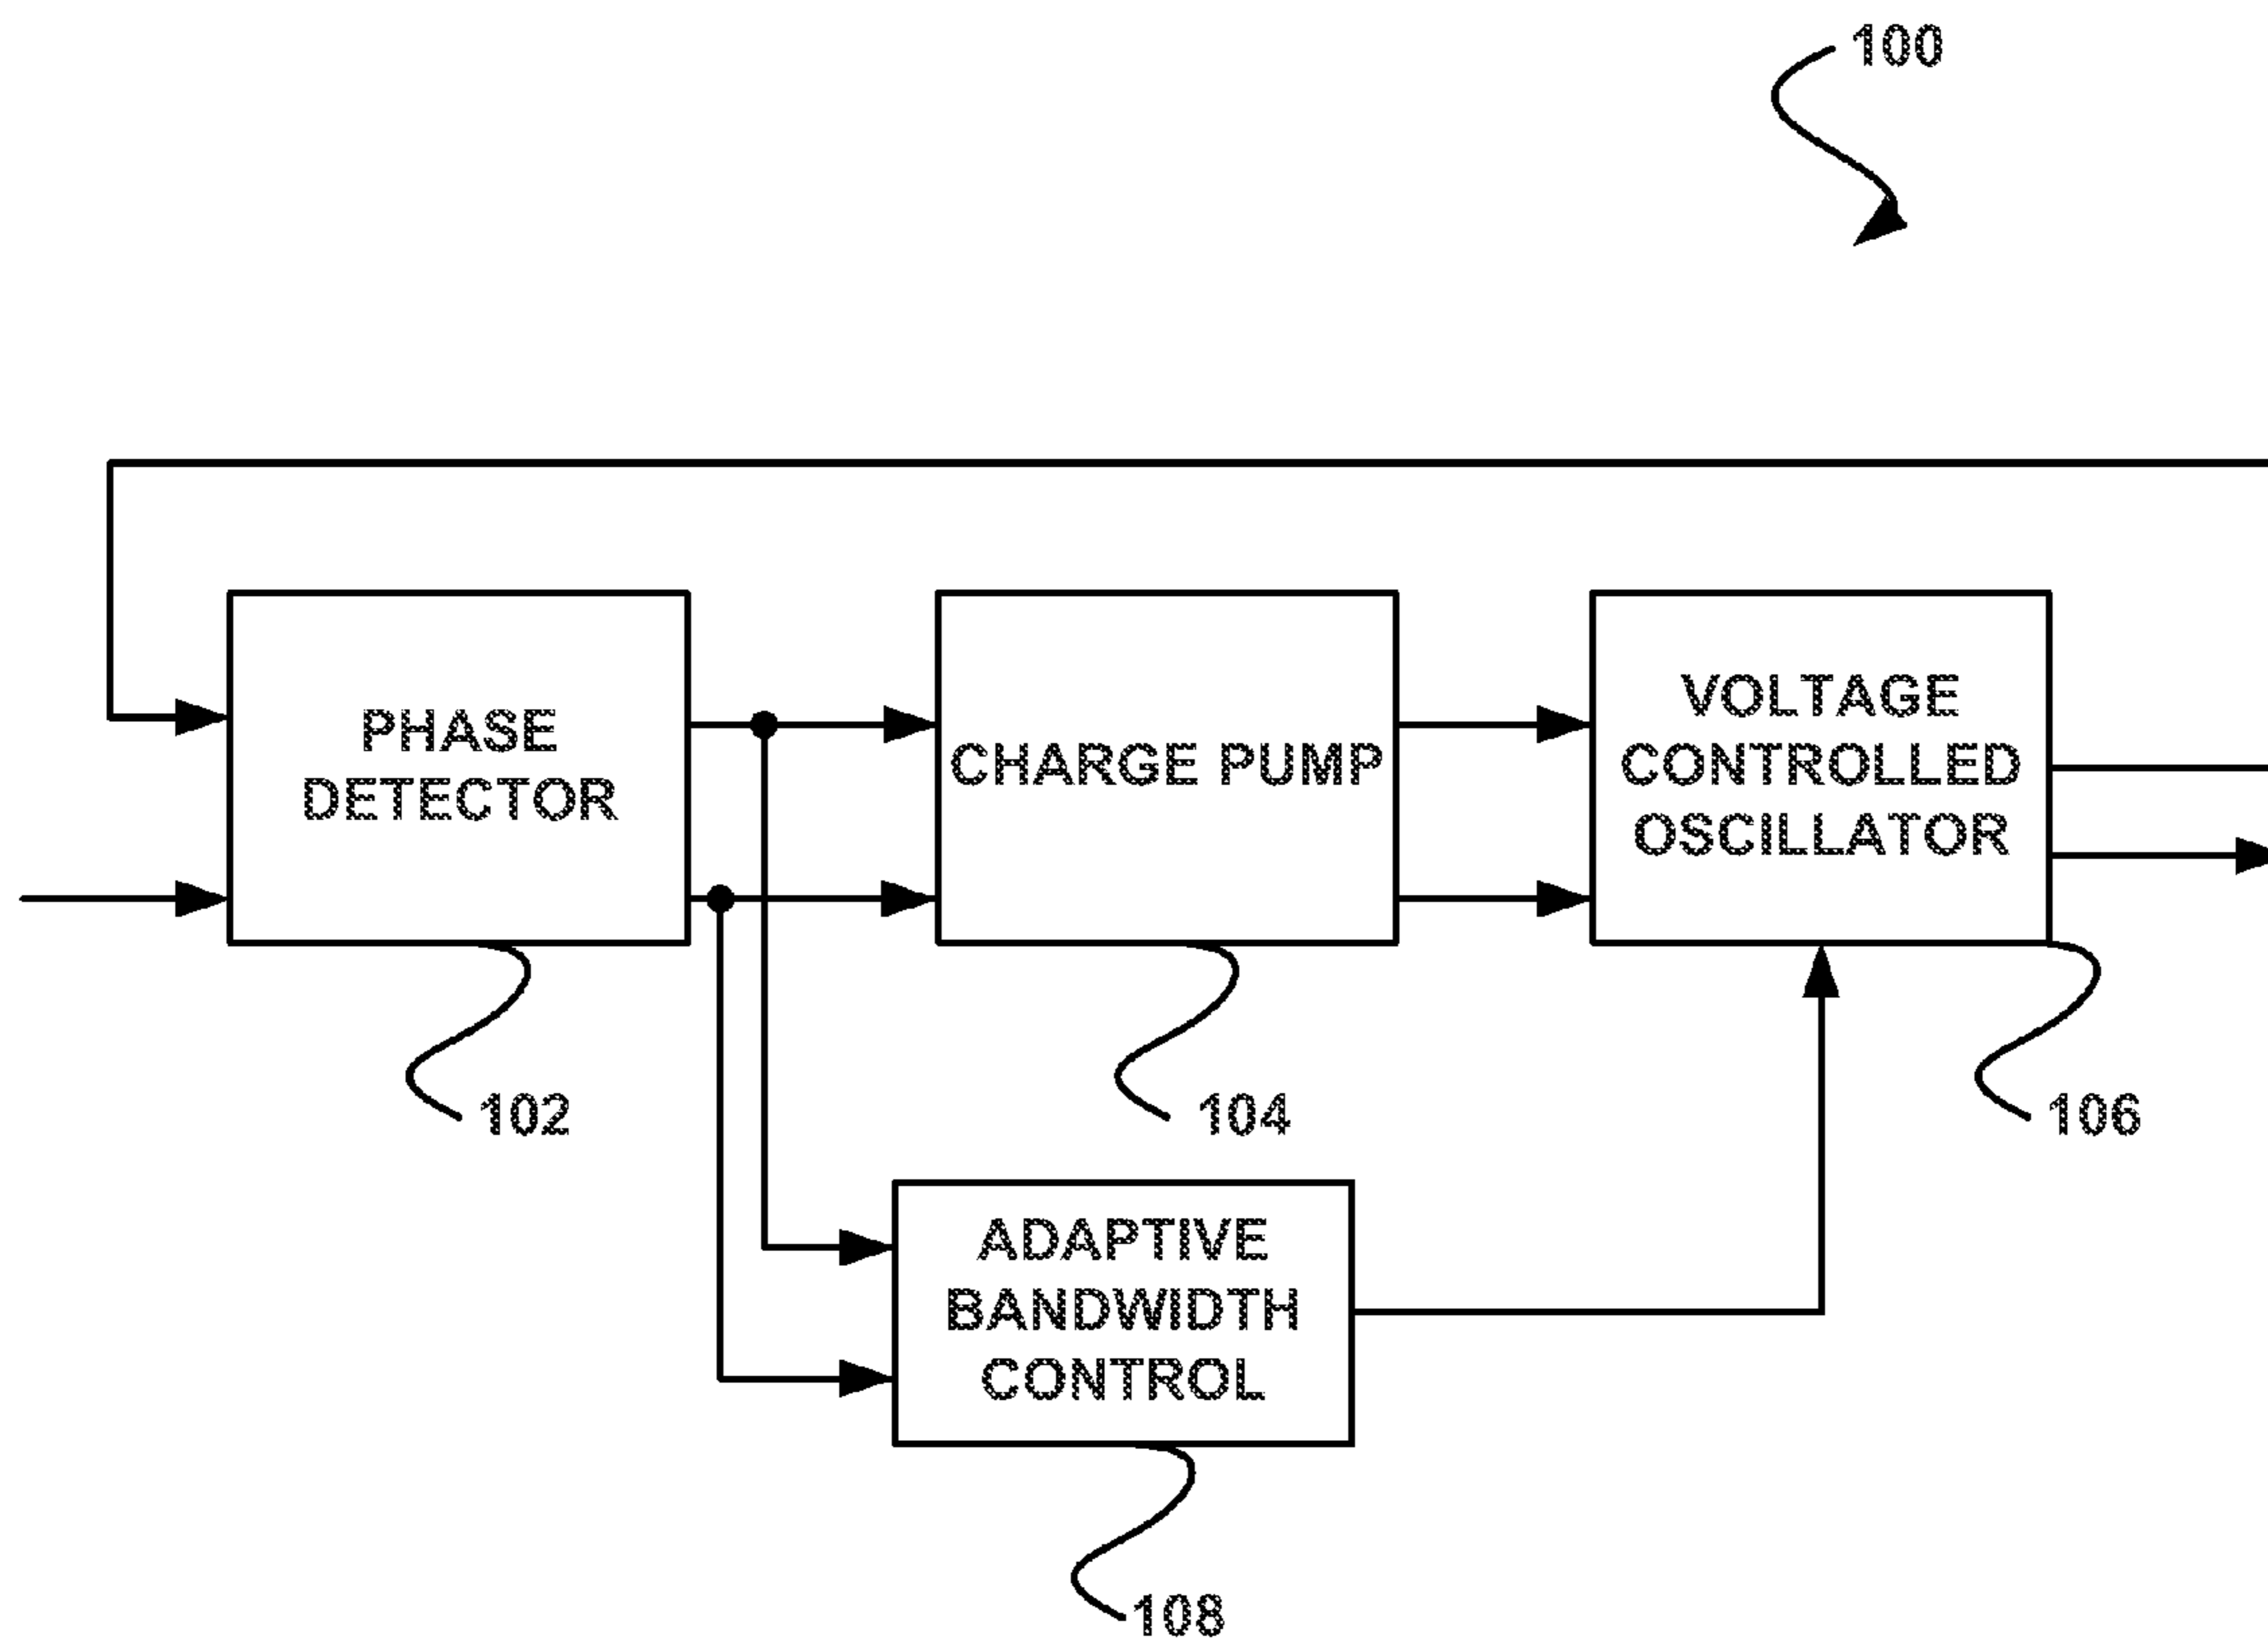 100
PHASE
DETECTOR
CHARGE PUMP
VOLTAGE
CONTROLLED
OSCILLATOR
102
104
106
ADAPTIVE
BANDWIDTH
CONTROL
108